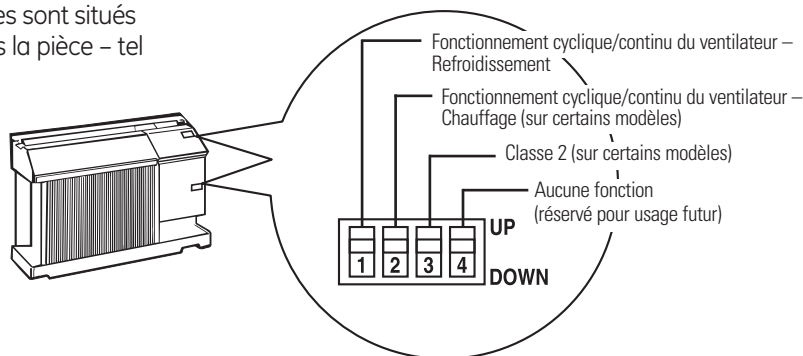 es sont situés
s la pièce – tel
Fonctionnement cyclique/continu du ventilateur –
Refroidissement
Fonctionnement cyclique/continu du ventilateur –
Chauffage (sur certains modèles)
Classe 2 (sur certains modèles)
Aucune fonction
(réservé pour usage futur)
UP
1 2 3 4
DOWN